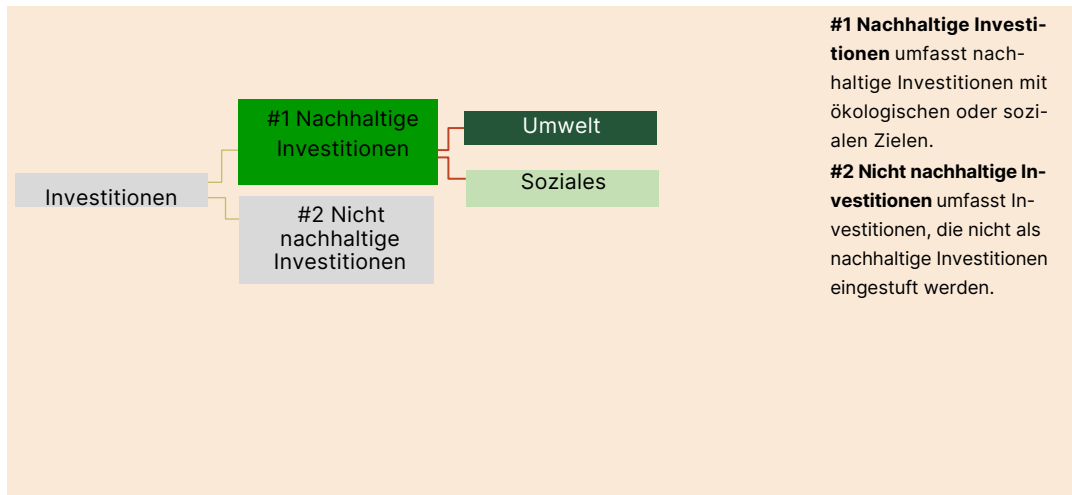 Investitionen
#1 Nachhaltige
Investitionen
#2 Nicht
nachhaltige
Investitionen
Umwelt
Soziales
#1 Nachhaltige Investi-
tionen umfasst nach-
haltige Investitionen mit
ökologischen oder sozi-
alen Zielen.
#2 Nicht nachhaltige In-
vestitionen umfasst In-
vestitionen, die nicht als
nachhaltige Investitionen
eingestuft werden.